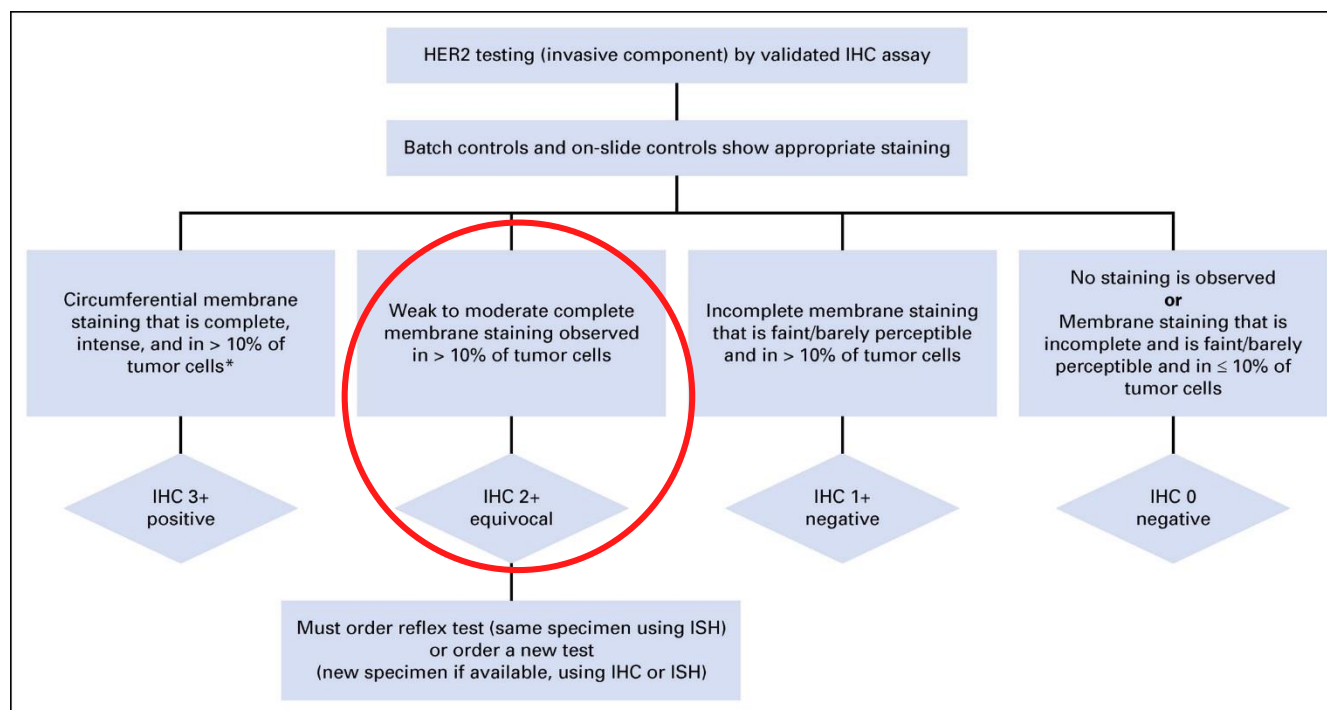 HER2 testing (invasive component) by validated IHC assay
Batch controls and on-slide controls show appropriate staining
Circumferential membrane
staining that is complete,
intense, and in > 10% of
tumor cells*
Weak to moderate complete
membrane staining observed
in > 10% of tumor cells
Incomplete membrane staining
that is faint/barely perceptible
and in > 10% of tumor cells
No staining is observed
or
Membrane staining that is
incomplete and is faint/barely
perceptible and in ≤ 10% of
tumor cells
IHC 3+
positive
IHC 2+
equivocal
IHC 1+
negative
IHC 0
negative
Must order reflex test (same specimen using ISH)
or order a new test
(new specimen if available, using IHC or ISH)